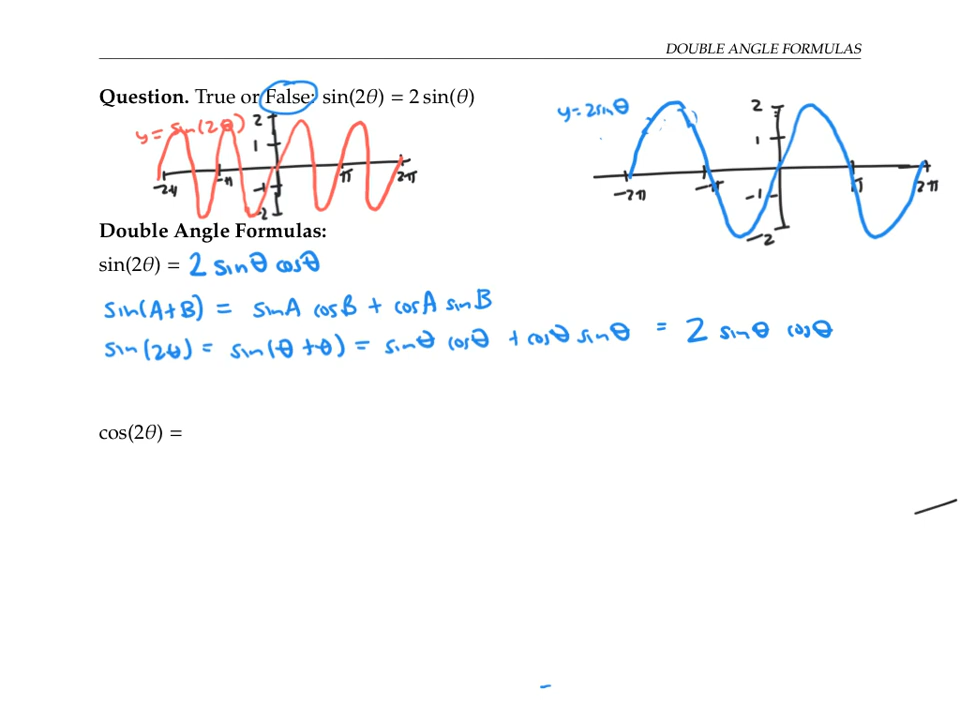 DOUBLE ANGLE FORMULAS
Question. True or False: sin(2θ) = 2 sin(θ)
y = sin(2θ)
2
1
-1
-2
-2π
-π
π
2π
y=2sinθ
2
1
-1
-2
-2π
-π
π
2π
Double Angle Formulas:
sin(2θ) = 2 sinθ cosθ
sin(A+B) = sinA cosB + cosA sinB
sin(2θ) = sin(θ+θ) = sinθ cosθ + cosθ sinθ = 2 sinθ cosθ
cos(2θ) =